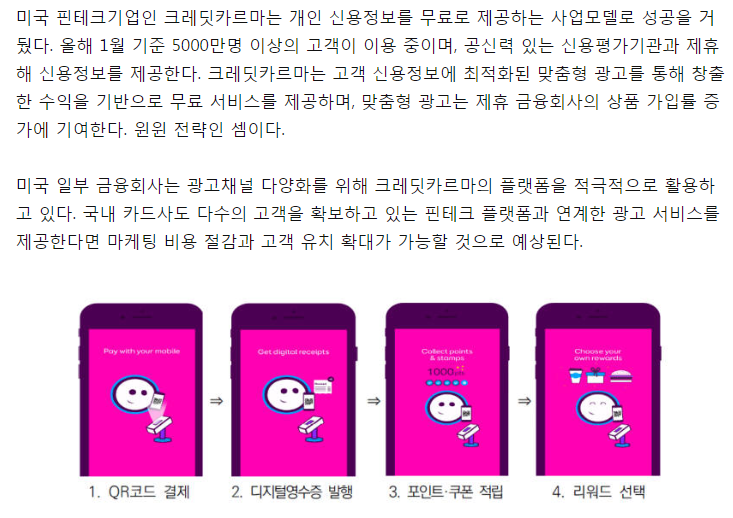 미국 핀테크기업인 크레딧카르마는 개인 신용정보를 무료로 제공하는 사업모델로 성공을 거
뒀다. 올해 1월 기준 5000만명 이상의 고객이 이용 중이며, 공신력 있는 신용평가기관과 제휴
해 신용정보를 제공한다. 크레딧카르마는 고객 신용정보에 최적화된 맞춤형 광고를 통해 창출
한 수익을 기반으로 무료 서비스를 제공하며, 맞춤형 광고는 제휴 금융회사의 상품 가입률 증
가에 기여한다. 윈윈 전략인 셈이다.
미국 일부 금융회사는 광고채널 다양화를 위해 크레딧카르마의 플랫폼을 적극적으로 활용하
고 있다. 국내 카드사도 다수의 고객을 확보하고 있는 핀테크 플랫폼과 연계한 광고 서비스를
제공한다면 마케팅 비용 절감과 고객 유치 확대가 가능할 것으로 예상된다.
Pay with your mobile
Get digital receipts
Collect points
& stamps
1000
Choose your
own rewards
⇒
⇒
⇒
1. QR코드 결제
2. 디지털영수증 발행
3. 포인트·쿠폰 적립
4. 리워드 선택